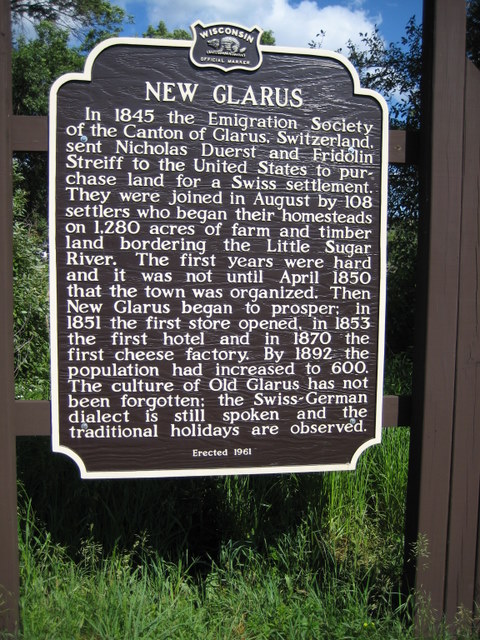 WISCONSIN
OFFICIAL MARKER
NEW GLARUS
In 1845 the Emigration Society
of the Canton of Glarus, Switzerland,
sent Nicholas Duerst and Fridolin
Streiff to the United States to pur-
chase land for a Swiss settlement.
They were joined in August by 108
settlers who began their homesteads
on 1,280 acres of farm and timber
land bordering the Little Sugar
River. The first years were hard
and it was not until April 1850
that the town was organized. Then
New Glarus began to prosper; in
1851 the first store opened, in 1853
the first hotel and in 1870 the
first cheese factory. By 1892 the
population had increased to 600.
The culture of Old Glarus has not
been forgotten; the Swiss-German
dialect is still spoken and the
traditional holidays are observed.
Erected 1961